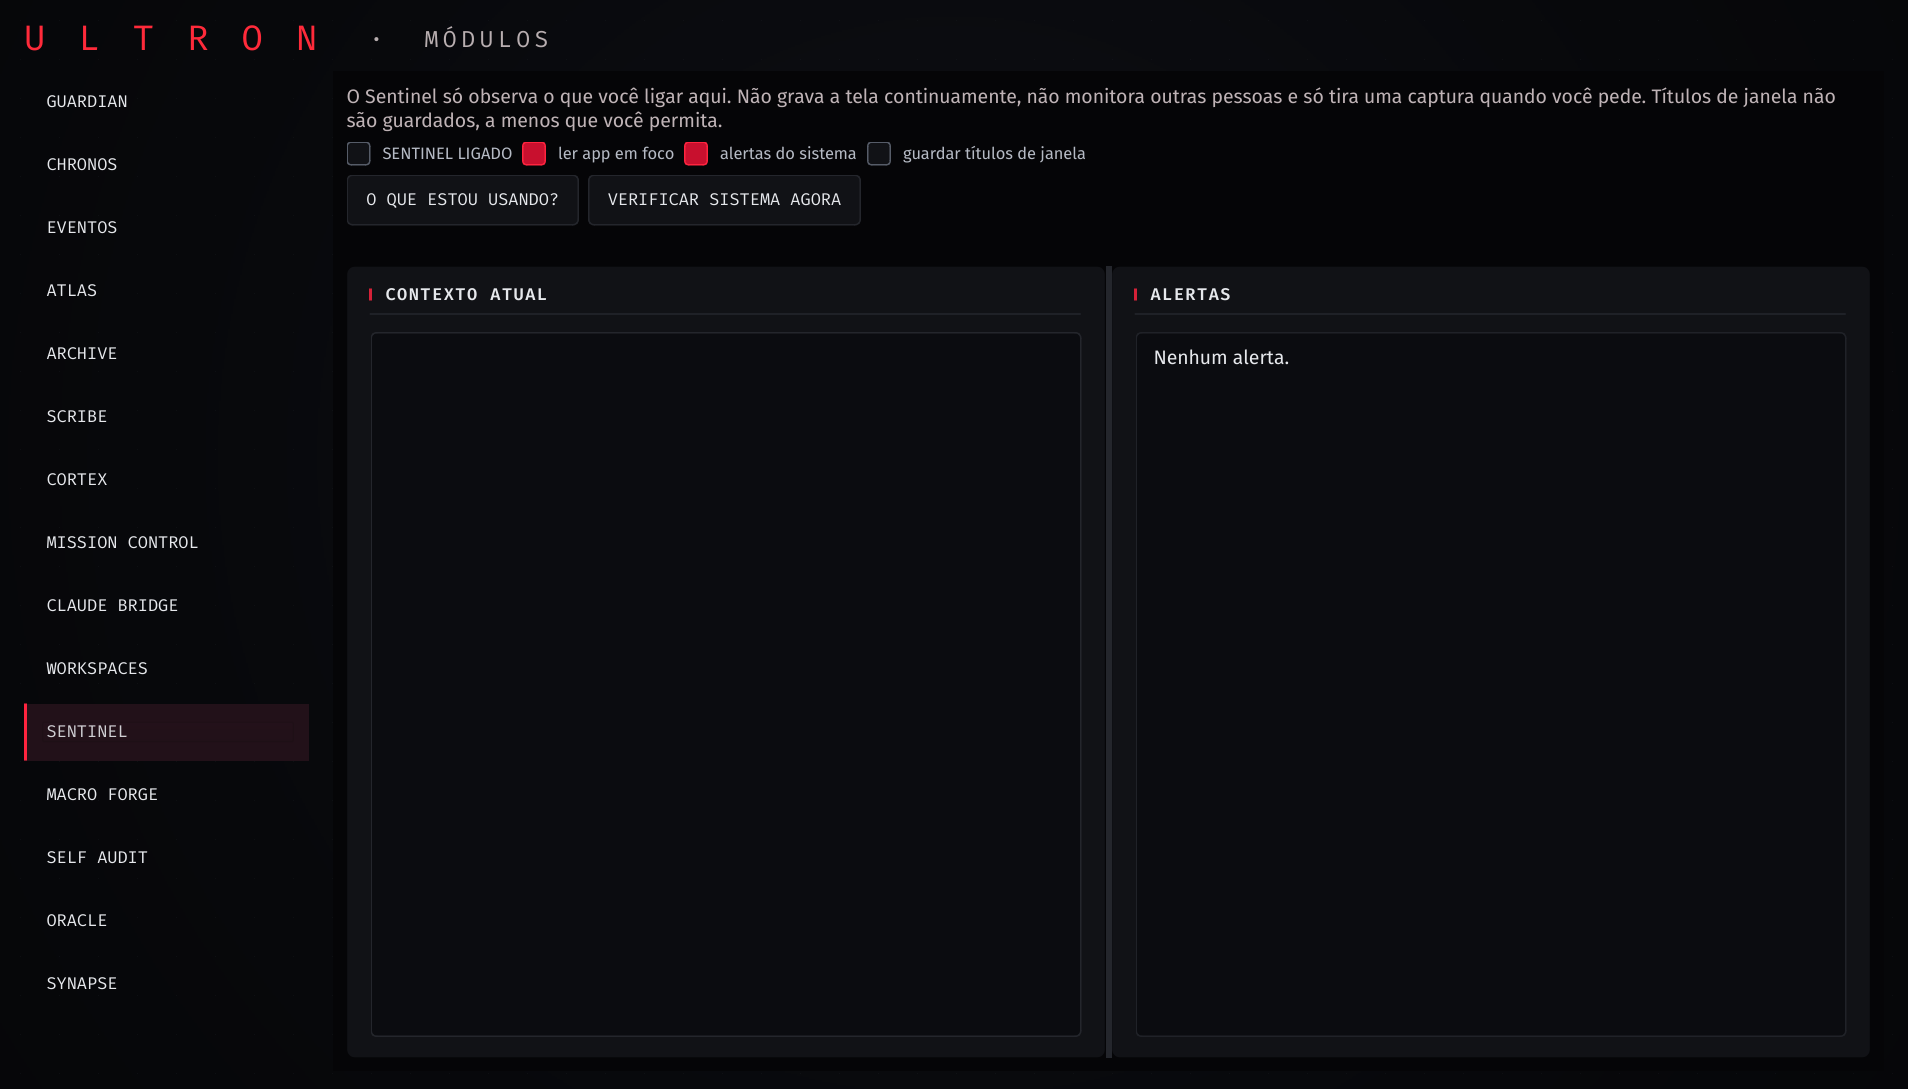 ULTRON · MÓDULOS
GUARDIAN
CHRONOS
EVENTOS
ATLAS
ARCHIVE
SCRIBE
CORTEX
MISSION CONTROL
CLAUDE BRIDGE
WORKSPACES
SENTINEL
MACRO FORGE
SELF AUDIT
ORACLE
SYNAPSE
O Sentinel só observa o que você ligar aqui. Não grava a tela continuamente, não monitora outras pessoas e só tira uma captura quando você pede. Títulos de janela não
são guardados, a menos que você permita.
SENTINEL LIGADO ler app em foco alertas do sistema guardar títulos de janela
O QUE ESTOU USANDO? VERIFICAR SISTEMA AGORA
CONTEXTO ATUAL
ALERTAS
Nenhum alerta.